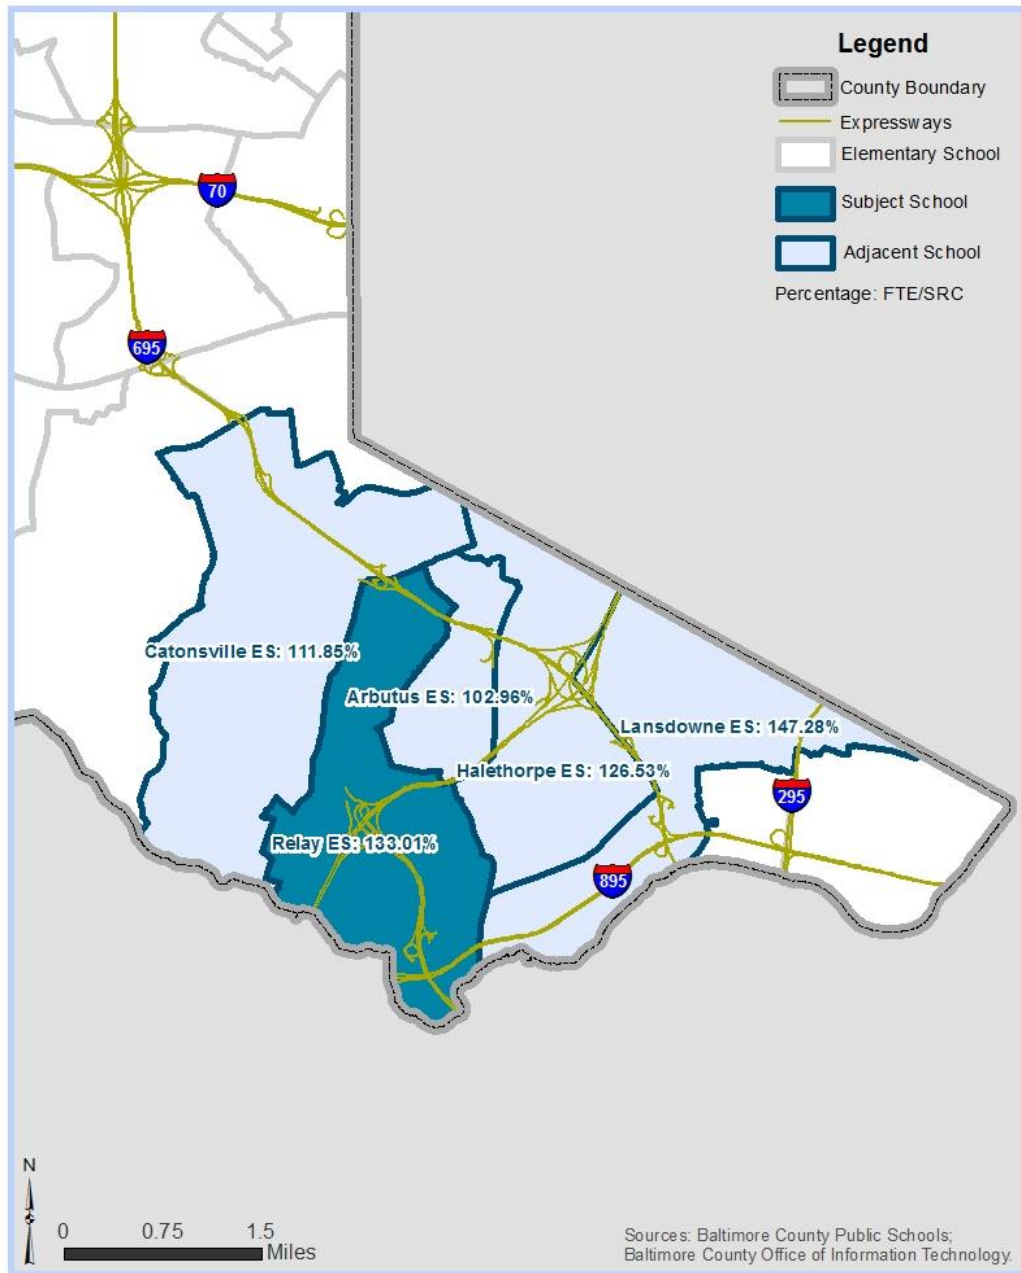 Legend
County Boundary
Expressways
Elementary School
Subject School
Adjacent School
Percentage: FTE/SRC
70
695
Catonsville ES: 111.85%
Arbutus ES: 102.96%
Lansdowne ES: 147.28%
Halethorpe ES: 126.53%
295
Relay ES: 133.01%
895
N
0 0.75 1.5
Miles
Sources: Baltimore County Public Schools;
Baltimore County Office of Information Technology.